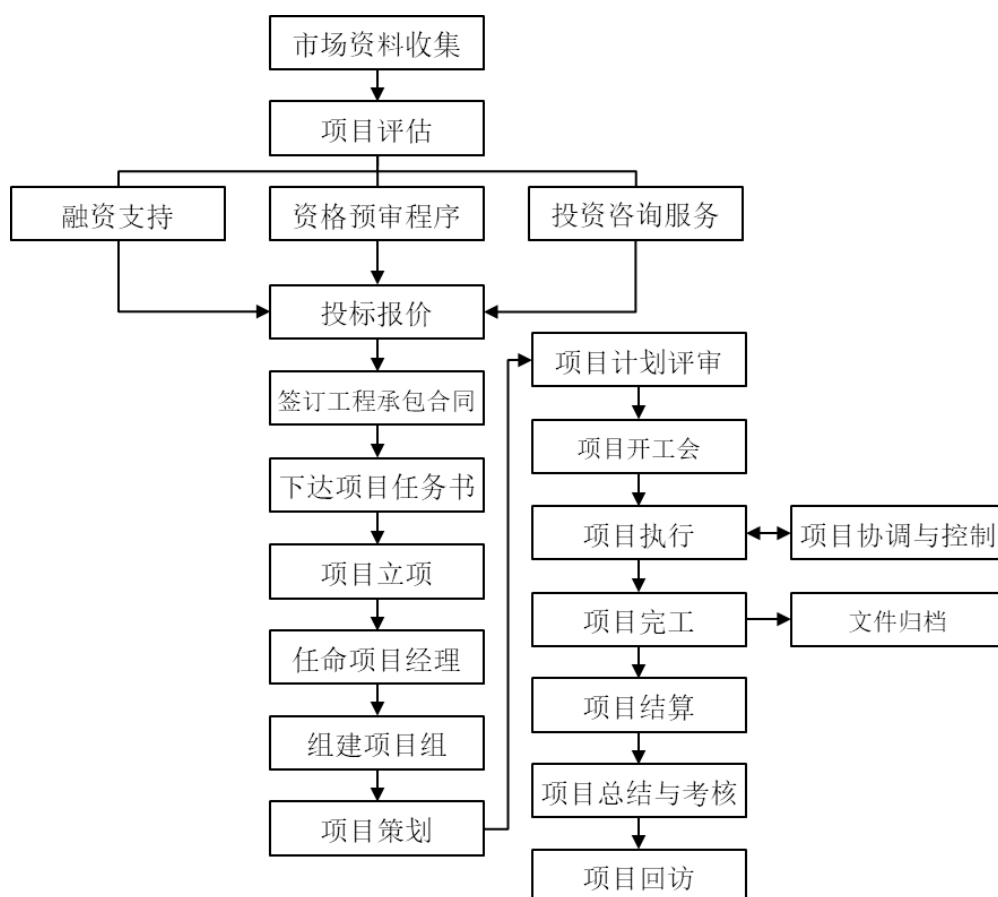 市场资料收集
项目评估
融资支持
资格预审程序
投资咨询服务
投标报价
签订工程承包合同
下达项目任务书
项目立项
任命项目经理
组建项目组
项目策划
项目计划评审
项目开工会
项目执行
项目协调与控制
项目完工
文件归档
项目结算
项目总结与考核
项目回访